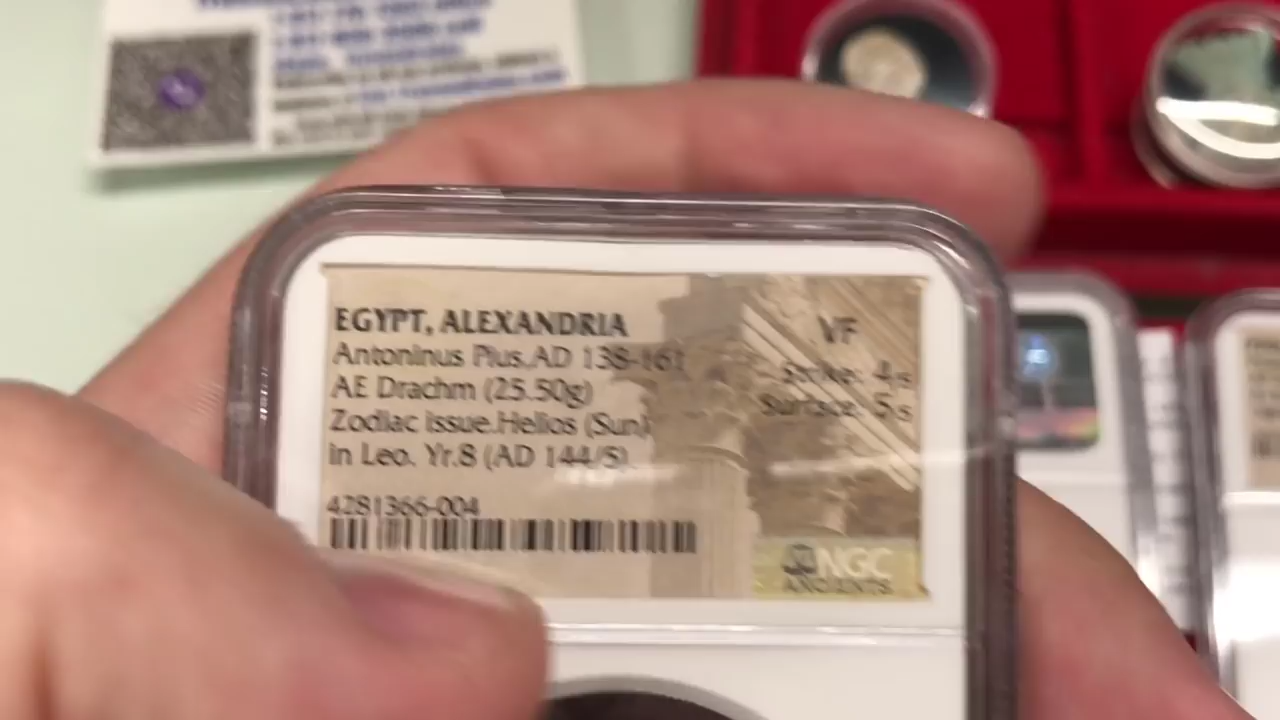 EGYPT, ALEXANDRIA
Antoninus Pius.AD 138-161
AE Drachm (25.50g)
Zodiac issue.Helios (Sun)
in Leo. Yr.8 (AD 144/5).
4281366-004
VF
Strike: 4/5
Surface: 5/5
NGC
ANCIENTS